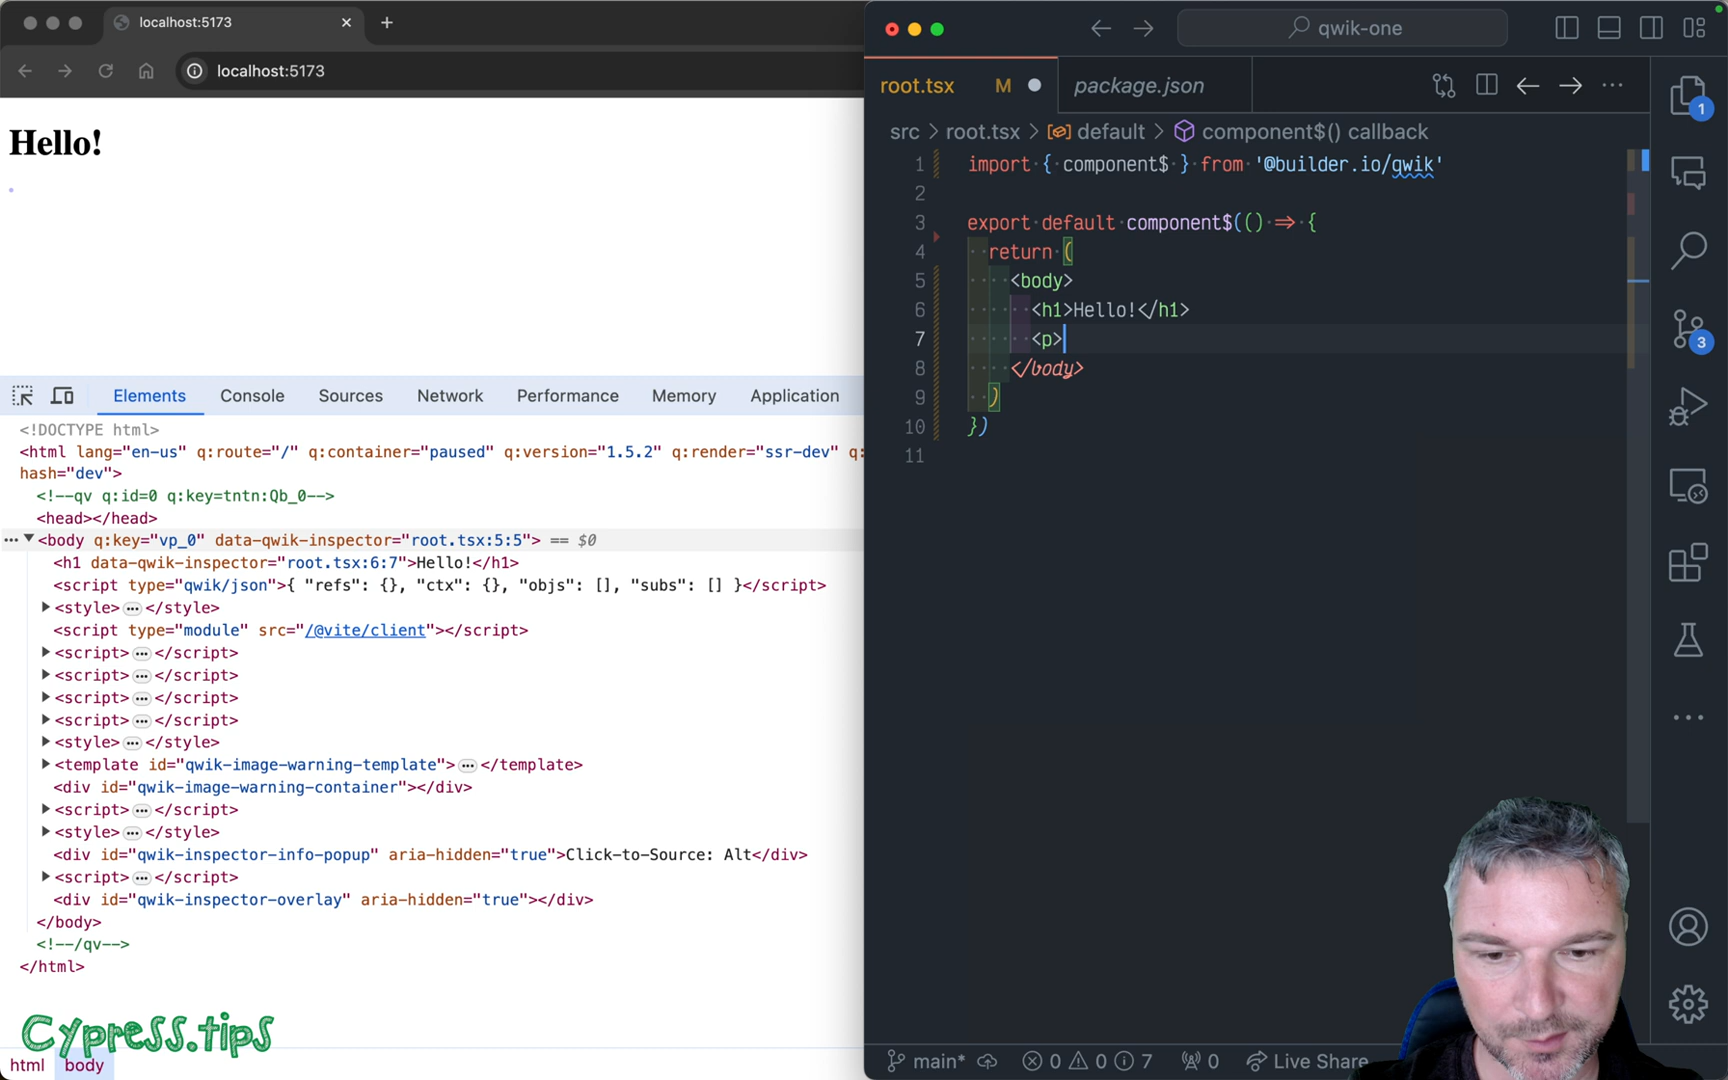 localhost:5173
localhost:5173
Hello!
Elements Console Sources Network Performance Memory Application
<!DOCTYPE html>
<html lang="en-us" q:route="/" q:container="paused" q:version="1.5.2" q:render="ssr-dev" q:
hash="dev">
<!--qv q:id=0 q:key=tntn:Qb_0-->
<head></head>
… <body q:key="vp_0" data-qwik-inspector="root.tsx:5:5"> == $0
<h1 data-qwik-inspector="root.tsx:6:7">Hello!</h1>
<script type="qwik/json">{ "refs": {}, "ctx": {}, "objs": [], "subs": [] }</script>
<style>…</style>
<script type="module" src="/@vite/client"></script>
<script>…</script>
<script>…</script>
<script>…</script>
<script>…</script>
<style>…</style>
<template id="qwik-image-warning-template">…</template>
<div id="qwik-image-warning-container"></div>
<script>…</script>
<style>…</style>
<div id="qwik-inspector-info-popup" aria-hidden="true">Click-to-Source: Alt</div>
<script>…</script>
<div id="qwik-inspector-overlay" aria-hidden="true"></div>
</body>
<!--/qv-->
</html>
Cypress.tips
html body
qwik-one
root.tsx M package.json
src > root.tsx > default > component$() callback
1 import { component$ } from '@builder.io/qwik'
2
3 export default component$(() => {
4 return (
5 <body>
6 <h1>Hello!</h1>
7 <p>
8 </body>
9 )
10 })
11
1
3
main* 0 0 7 0 Live Share